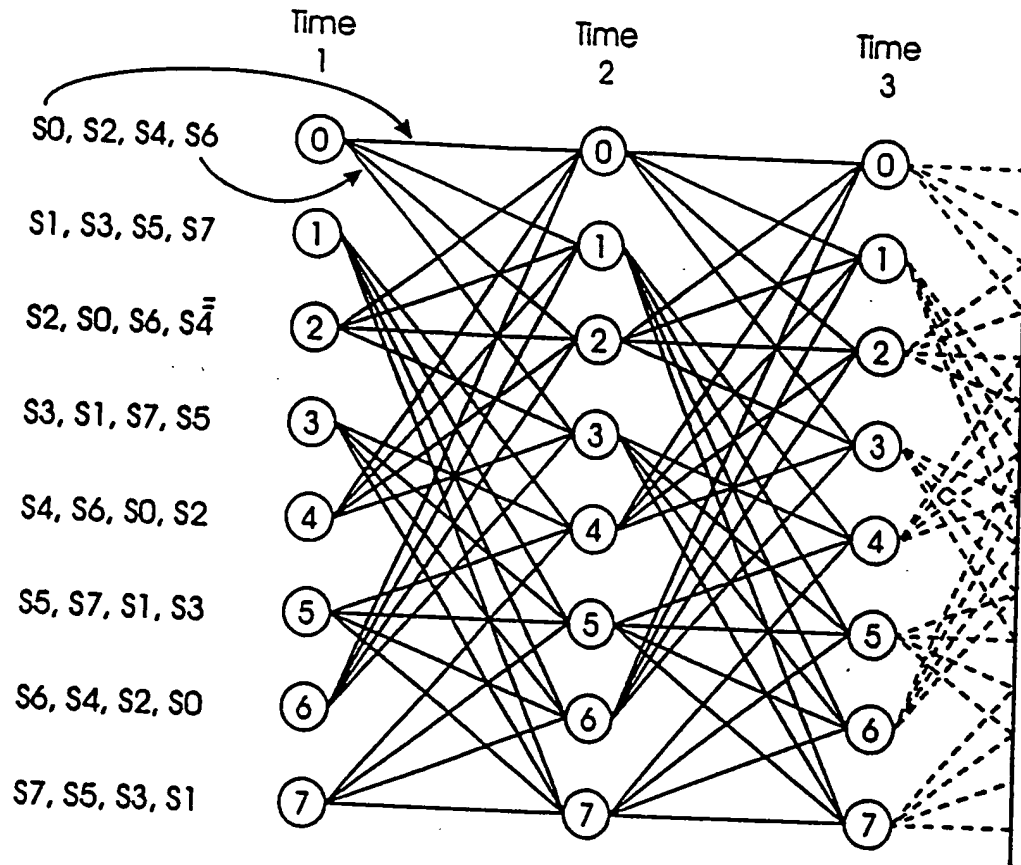 Time Time Time
1 2 3
S0, S2, S4, S6 0 0 0
S1, S3, S5, S7 1 1 1
S2, S0, S6, S4 2 2 2
S3, S1, S7, S5 3 3 3
S4, S6, S0, S2 4 4 4
S5, S7, S1, S3 5 5 5
S6, S4, S2, S0 6 6 6
S7, S5, S3, S1 7 7 7